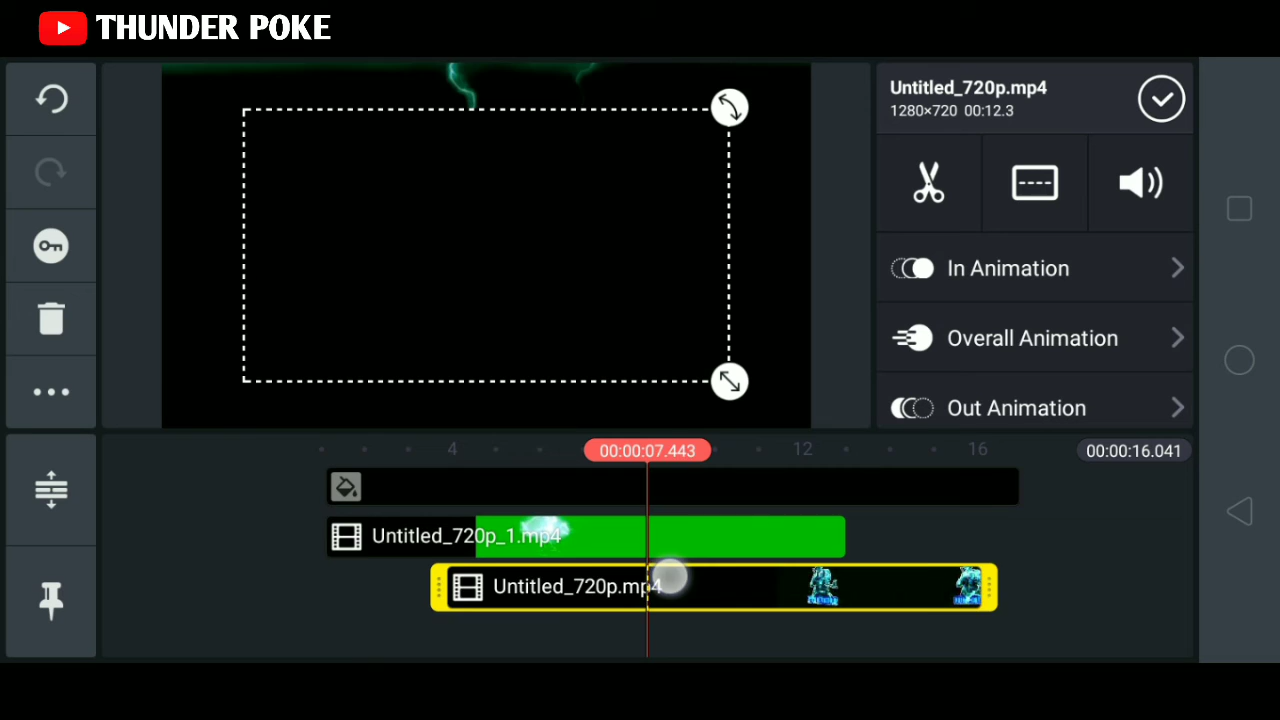 THUNDER POKE
Untitled_720p.mp4
1280×720 00:12.3
In Animation
Overall Animation
Out Animation
4
00:00:07.443
12
16
00:00:16.041
Untitled_720p_1.mp4
Untitled_720p.mp4